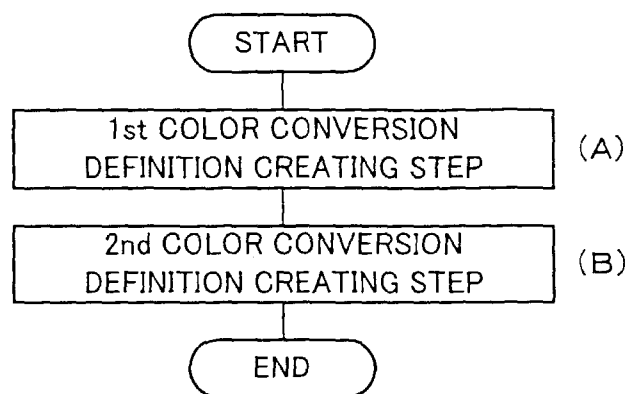 START
1st COLOR CONVERSION
DEFINITION CREATING STEP
(A)
2nd COLOR CONVERSION
DEFINITION CREATING STEP
(B)
END